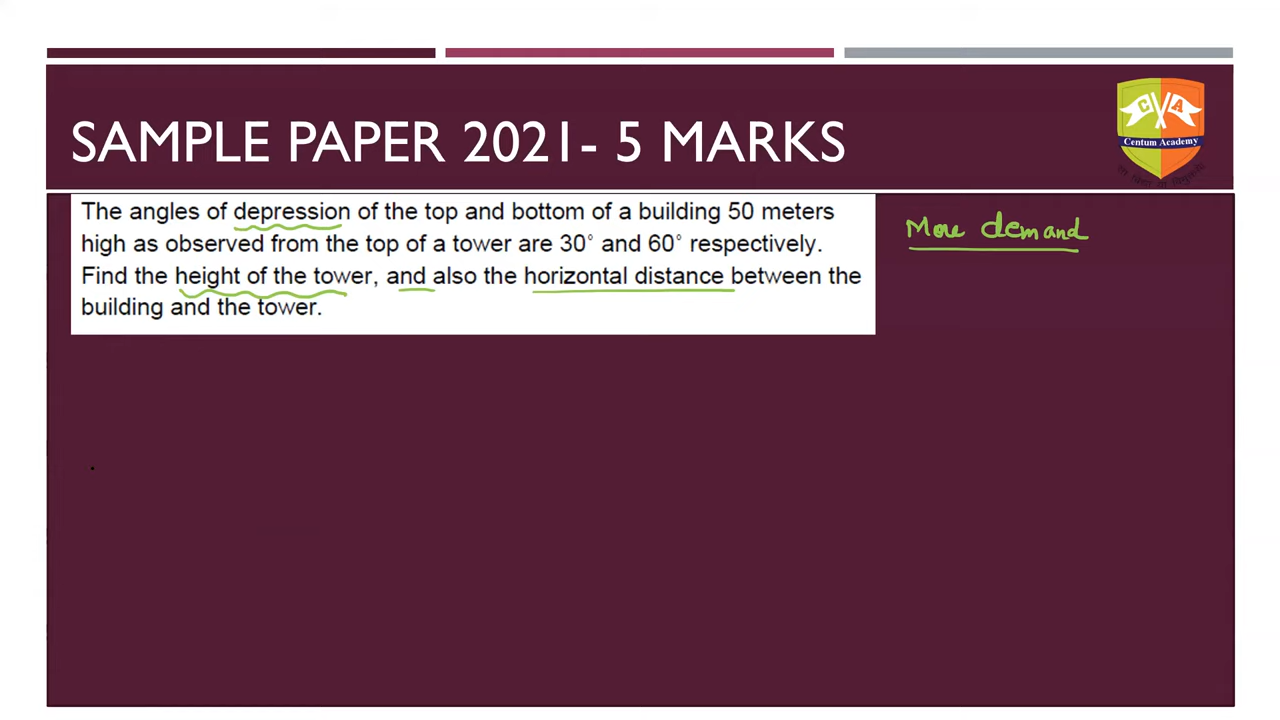 SAMPLE PAPER 2021- 5 MARKS
C A
Centum Academy
The angles of depression of the top and bottom of a building 50 meters
high as observed from the top of a tower are 30° and 60° respectively.
Find the height of the tower, and also the horizontal distance between the
building and the tower.
More demand